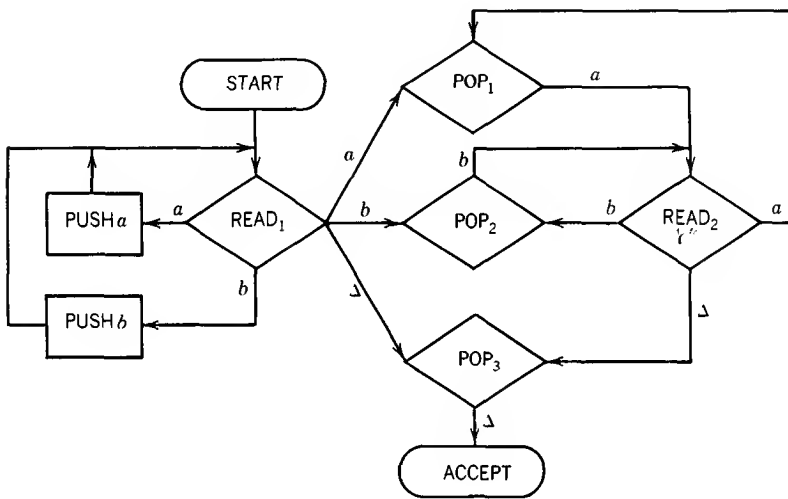 START
POP₁
a
a
b
PUSH a
a
READ₁
b
POP₂
b
READ₂
a
b
PUSH b
Λ
Λ
POP₃
Λ
ACCEPT